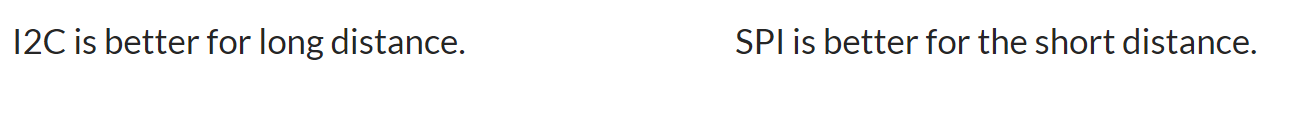 I2C is better for long distance.
SPI is better for the short distance.